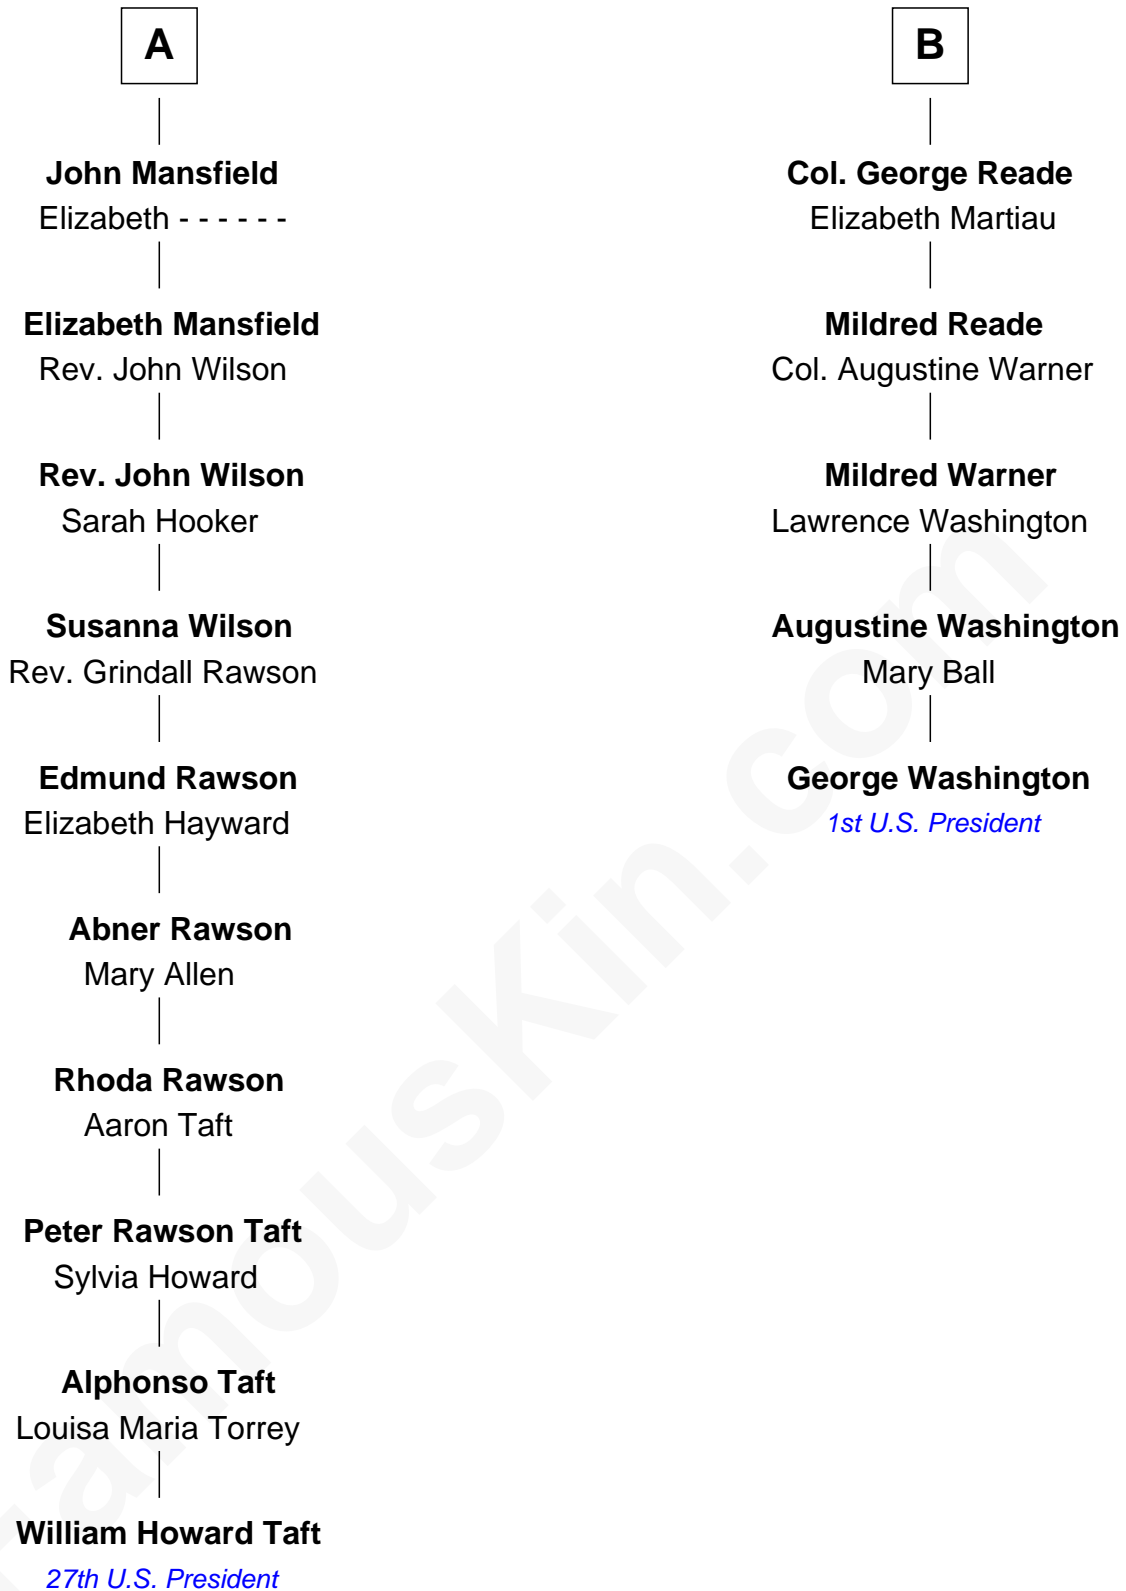 A
John Mansfield
Elizabeth - - - - - -
Elizabeth Mansfield
Rev. John Wilson
Rev. John Wilson
Sarah Hooker
Susanna Wilson
Rev. Grindall Rawson
Edmund Rawson
Elizabeth Hayward
Abner Rawson
Mary Allen
Rhoda Rawson
Aaron Taft
Peter Rawson Taft
Sylvia Howard
Alphonso Taft
Louisa Maria Torrey
William Howard Taft
27th U.S. President
B
Col. George Reade
Elizabeth Martiau
Mildred Reade
Col. Augustine Warner
Mildred Warner
Lawrence Washington
Augustine Washington
Mary Ball
George Washington
1st U.S. President
FamousKin.com